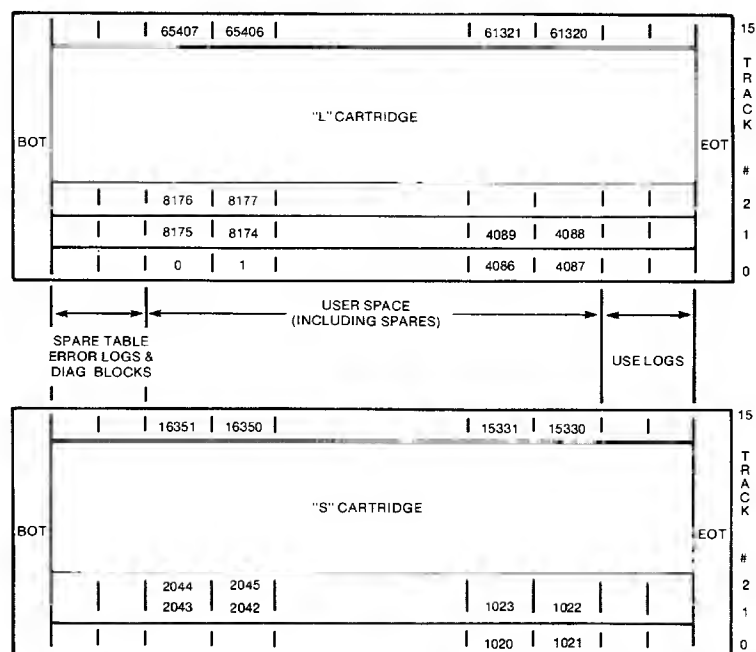 65407 65406 61321 61320 15
TRACK #
"L" CARTRIDGE
BOT EOT
8176 8177 2
8175 8174 4089 4088 1
0 1 4086 4087 0
USER SPACE
(INCLUDING SPARES)
SPARE TABLE
ERROR LOGS &
DIAG BLOCKS
USE LOGS
16351 16350 15331 15330 15
TRACK #
"S" CARTRIDGE
BOT EOT
2044 2045 2
2043 2042 1023 1022 1
1020 1021 0